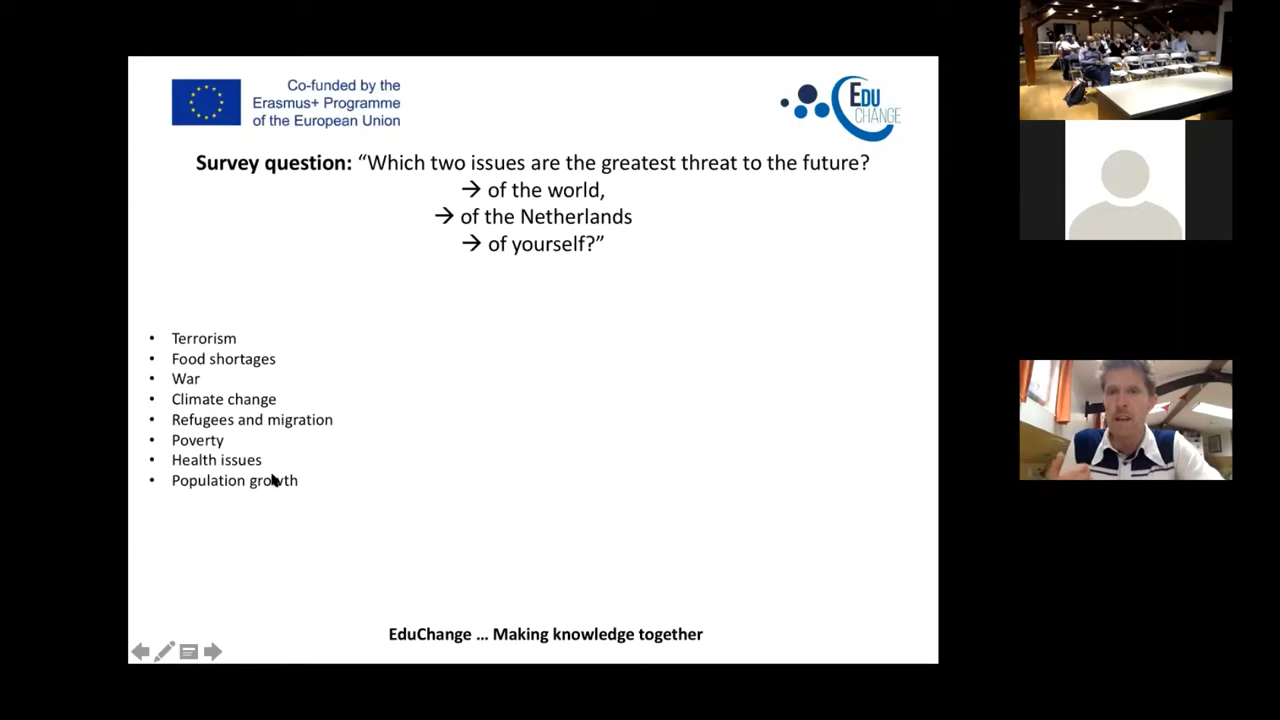 Co-funded by the
Erasmus+ Programme
of the European Union
EDU
CHANGE
Survey question: “Which two issues are the greatest threat to the future?
→ of the world,
→ of the Netherlands
→ of yourself?”
• Terrorism
• Food shortages
• War
• Climate change
• Refugees and migration
• Poverty
• Health issues
• Population growth
EduChange ... Making knowledge together